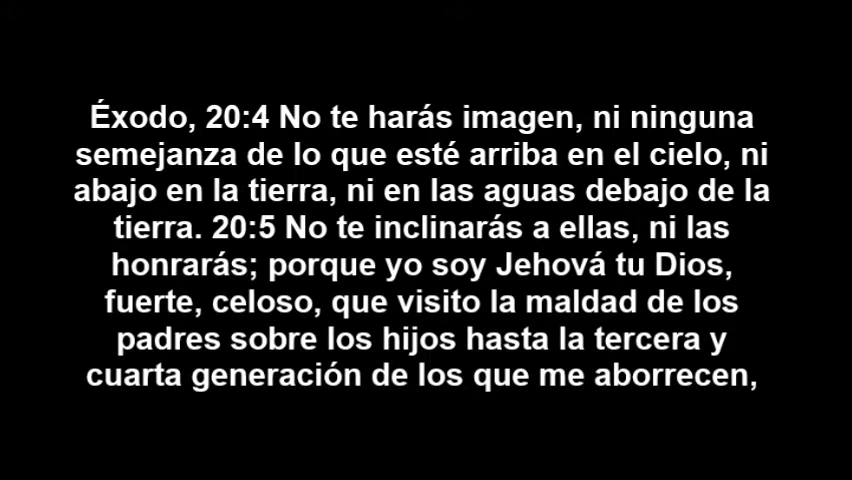 Éxodo, 20:4 No te harás imagen, ni ninguna
semejanza de lo que esté arriba en el cielo, ni
abajo en la tierra, ni en las aguas debajo de la
tierra. 20:5 No te inclinarás a ellas, ni las
honrarás; porque yo soy Jehová tu Dios,
fuerte, celoso, que visito la maldad de los
padres sobre los hijos hasta la tercera y
cuarta generación de los que me aborrecen,